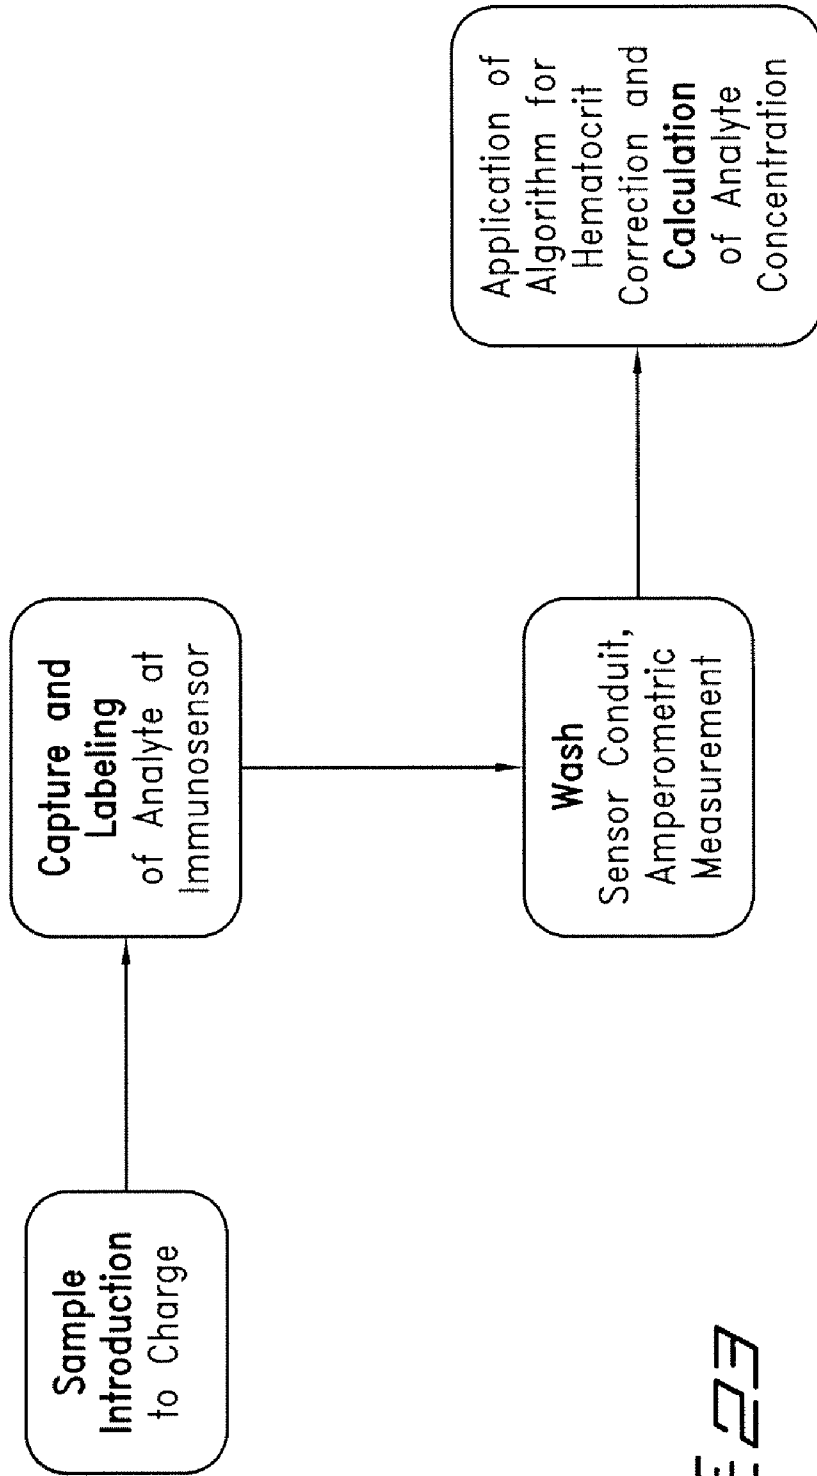 Sample
Introduction
to Charge
Capture and
Labeling
of Analyte at
Immunosensor
Wash
Sensor Conduit,
Amperometric
Measurement
Application of
Algorithm for
Hematocrit
Correction and
Calculation
of Analyte
Concentration
E 23